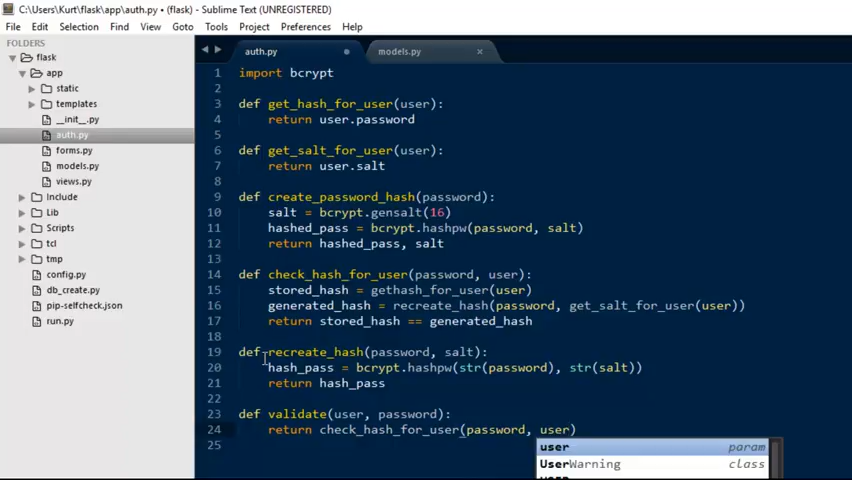 C:\Users\Kurt\flask\app\auth.py • (flask) - Sublime Text (UNREGISTERED)
File Edit Selection Find View Goto Tools Project Preferences Help
FOLDERS
flask
app
static
templates
__init__.py
auth.py
forms.py
models.py
views.py
Include
Lib
Scripts
tcl
tmp
config.py
db_create.py
pip-selfcheck.json
run.py
auth.py models.py
1 import bcrypt
2
3 def get_hash_for_user(user):
4 return user.password
5
6 def get_salt_for_user(user):
7 return user.salt
8
9 def create_password_hash(password):
10 salt = bcrypt.gensalt(16)
11 hashed_pass = bcrypt.hashpw(password, salt)
12 return hashed_pass, salt
13
14 def check_hash_for_user(password, user):
15 stored_hash = gethash_for_user(user)
16 generated_hash = recreate_hash(password, get_salt_for_user(user))
17 return stored_hash == generated_hash
18
19 def recreate_hash(password, salt):
20 hash_pass = bcrypt.hashpw(str(password), str(salt))
21 return hash_pass
22
23 def validate(user, password):
24 return check_hash_for_user(password, user)
25
user param
UserWarning class